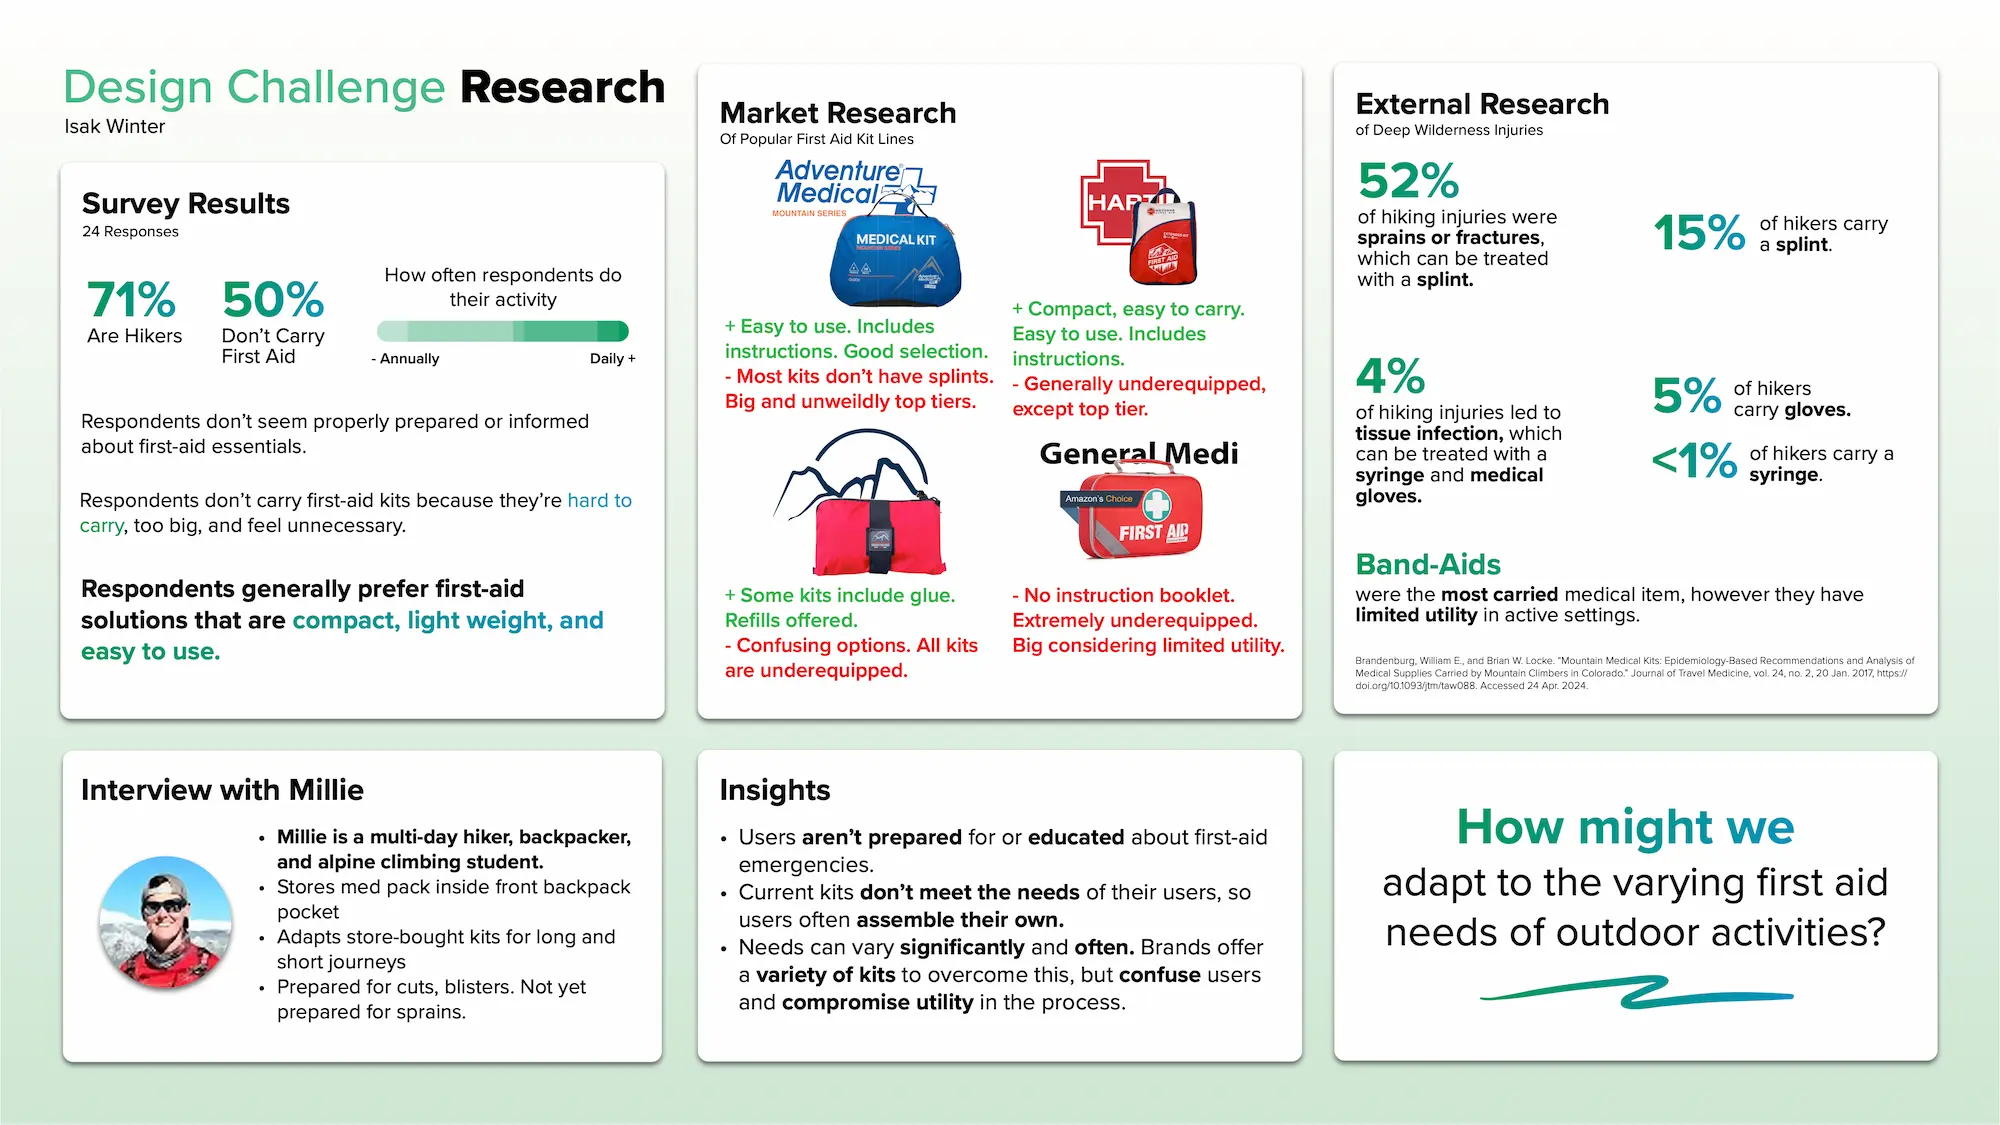 Design Challenge Research
Isak Winter
Survey Results
24 Responses
71%
Are Hikers
50%
Don't Carry
First Aid
How often respondents do
their activity
- Annually
Daily +
Respondents don't seem properly prepared or informed
about first-aid essentials.
Respondents don't carry first-aid kits because they're hard to
carry, too big, and feel unnecessary.
Respondents generally prefer first-aid
solutions that are compact, light weight, and
easy to use.
Market Research
Of Popular First Aid Kit Lines
Adventure
Medical
MOUNTAIN SERIES
MEDICAL KIT
+ Easy to use. Includes
instructions. Good selection.
- Most kits don't have splints.
Big and unweildly top tiers.
HART
FIRST AID
+ Compact, easy to carry.
Easy to use. Includes
instructions.
- Generally underequipped,
except top tier.
+ Some kits include glue.
Refills offered.
- Confusing options. All kits
are underequipped.
General Medi
Amazon's Choice
FIRST AID
- No instruction booklet.
Extremely underequipped.
Big considering limited utility.
External Research
of Deep Wilderness Injuries
52%
of hiking injuries were
sprains or fractures,
which can be treated
with a splint.
15%
of hikers carry
a splint.
4%
of hiking injuries led to
tissue infection, which
can be treated with a
syringe and medical
gloves.
5%
of hikers
carry gloves.
<1%
of hikers carry a
syringe.
Band-Aids
were the most carried medical item, however they have
limited utility in active settings.
Brandenburg, William E., and Brian W. Locke. "Mountain Medical Kits: Epidemiology-Based Recommendations and Analysis of
Medical Supplies Carried by Mountain Climbers in Colorado." Journal of Travel Medicine, vol. 24, no. 2, 20 Jan. 2017, https://
doi.org/10.1093/jtm/taw088. Accessed 24 Apr. 2024.
Interview with Millie
• Millie is a multi-day hiker, backpacker,
and alpine climbing student.
• Stores med pack inside front backpack
pocket
• Adapts store-bought kits for long and
short journeys
• Prepared for cuts, blisters. Not yet
prepared for sprains.
Insights
• Users aren't prepared for or educated about first-aid
emergencies.
• Current kits don't meet the needs of their users, so
users often assemble their own.
• Needs can vary significantly and often. Brands offer
a variety of kits to overcome this, but confuse users
and compromise utility in the process.
How might we
adapt to the varying first aid
needs of outdoor activities?